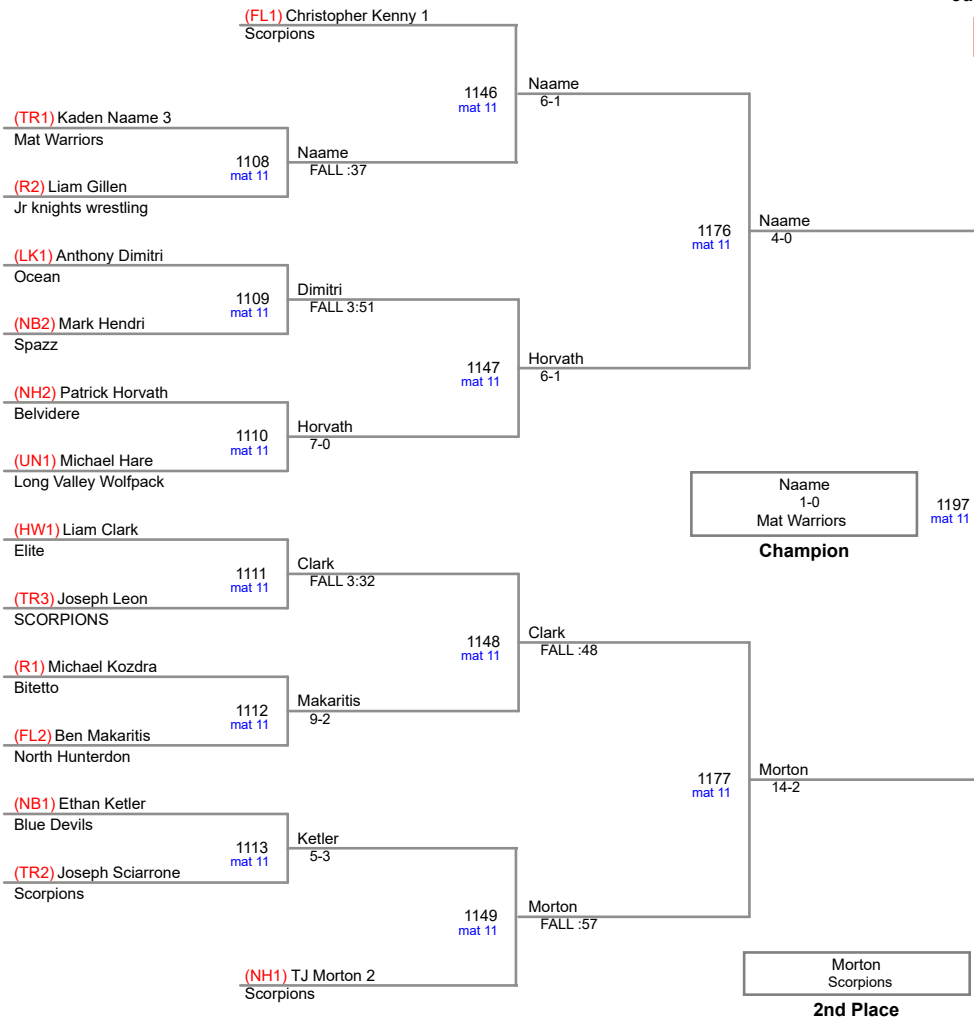 (FL1) Christopher Kenny 1
Scorpions
1146
mat 11
Naame
6-1
(TR1) Kaden Naame 3
Mat Warriors
1108
mat 11
Naame
FALL :37
(R2) Liam Gillen
Jr knights wrestling
1176
mat 11
Naame
4-0
(LK1) Anthony Dimitri
Ocean
1109
mat 11
Dimitri
FALL 3:51
(NB2) Mark Hendri
Spazz
1147
mat 11
Horvath
6-1
(NH2) Patrick Horvath
Belvidere
1110
mat 11
Horvath
7-0
(UN1) Michael Hare
Long Valley Wolfpack
Naame
1-0
Mat Warriors
1197
mat 11
Champion
(HW1) Liam Clark
Elite
1111
mat 11
Clark
FALL 3:32
(TR3) Joseph Leon
SCORPIONS
1148
mat 11
Clark
FALL :48
(R1) Michael Kozdra
Bitetto
1112
mat 11
Makaritis
9-2
(FL2) Ben Makaritis
North Hunterdon
1177
mat 11
Morton
14-2
(NB1) Ethan Ketler
Blue Devils
1113
mat 11
Ketler
5-3
(TR2) Joseph Sciarrone
Scorpions
1149
mat 11
Morton
FALL :57
(NH1) TJ Morton 2
Scorpions
Morton
Scorpions
2nd Place